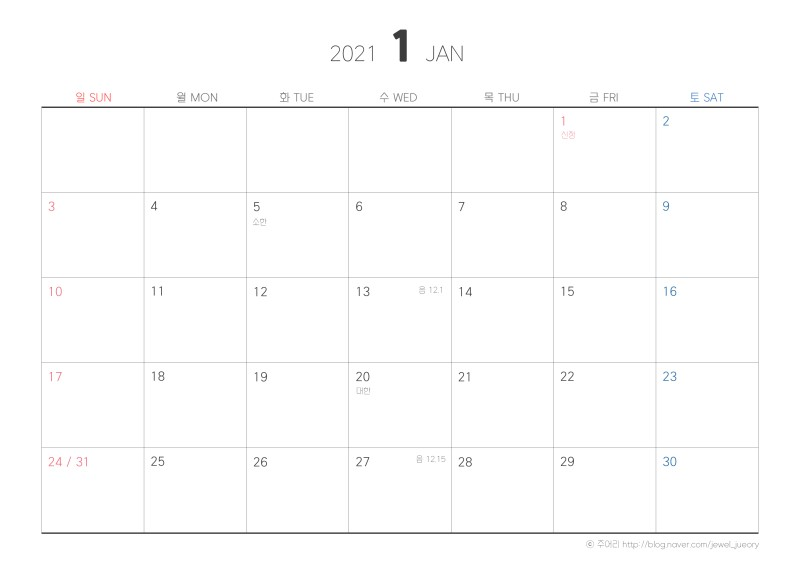 2021 1 JAN
일 SUN 월 MON 화 TUE 수 WED 목 THU 금 FRI 토 SAT
1 2
신정
3 4 5 6 7 8 9
소한
10 11 12 13 음 12.1 14 15 16
17 18 19 20 21 22 23
대한
24 / 31 25 26 27 음 12.15 28 29 30
ⓒ 주어리 http://blog.naver.com/jewel_jueory